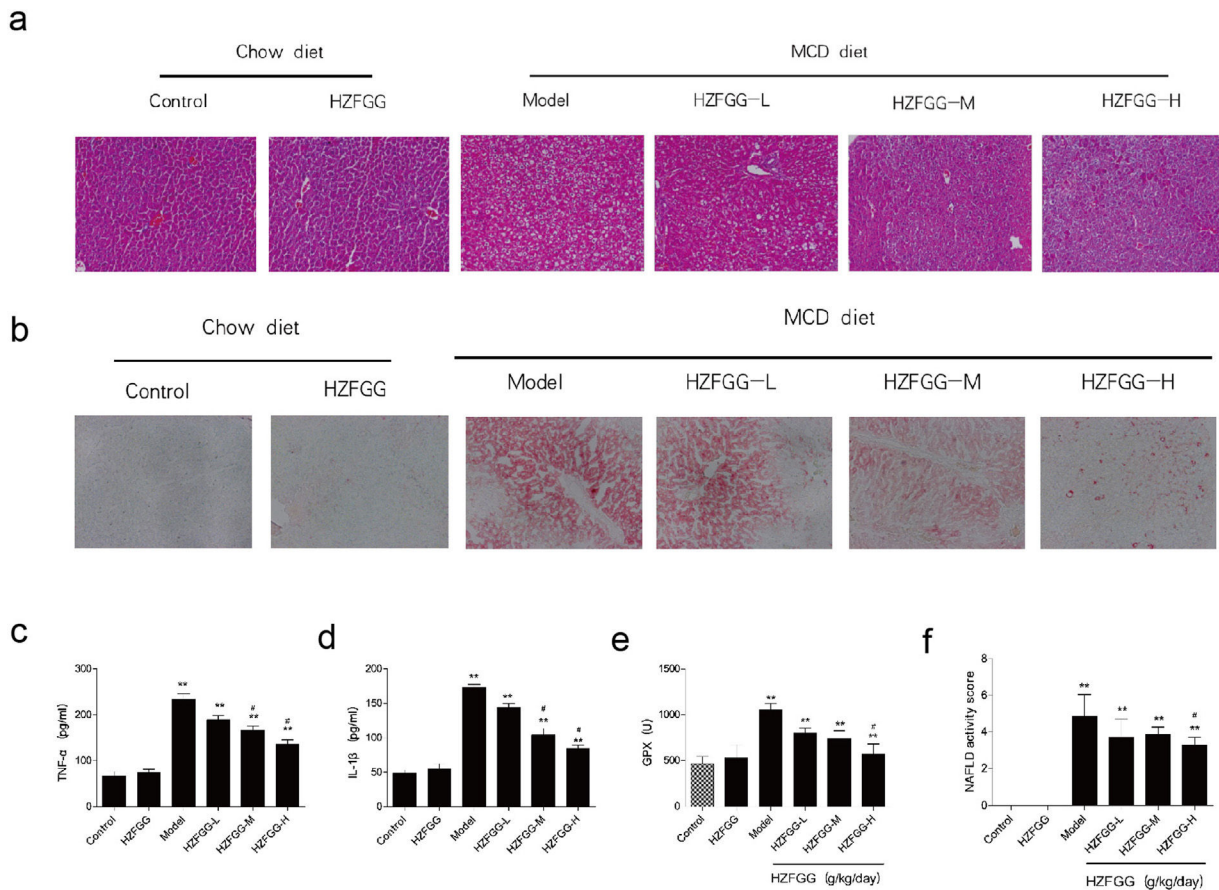 a
Chow diet
MCD diet
Control
HZFGG
Model
HZFGG-L
HZFGG-M
HZFGG-H
b
Chow diet
MCD diet
Control
HZFGG
Model
HZFGG-L
HZFGG-M
HZFGG-H
c
TNF-α (pg/ml)
300
200
100
0
**
**
#
**
#
**
Control
HZFGG
Model
HZFGG-L
HZFGG-M
HZFGG-H
d
IL-1β (pg/ml)
200
150
100
50
0
**
**
#
**
#
**
Control
HZFGG
Model
HZFGG-L
HZFGG-M
HZFGG-H
e
GPX (U)
1500
1000
500
0
**
**
**
#
**
Control
HZFGG
Model
HZFGG-L
HZFGG-M
HZFGG-H
HZFGG (g/kg/day)
f
NAFLD activity score
8
6
4
2
0
**
**
**
#
**
Control
HZFGG
Model
HZFGG-L
HZFGG-M
HZFGG-H
HZFGG (g/kg/day)